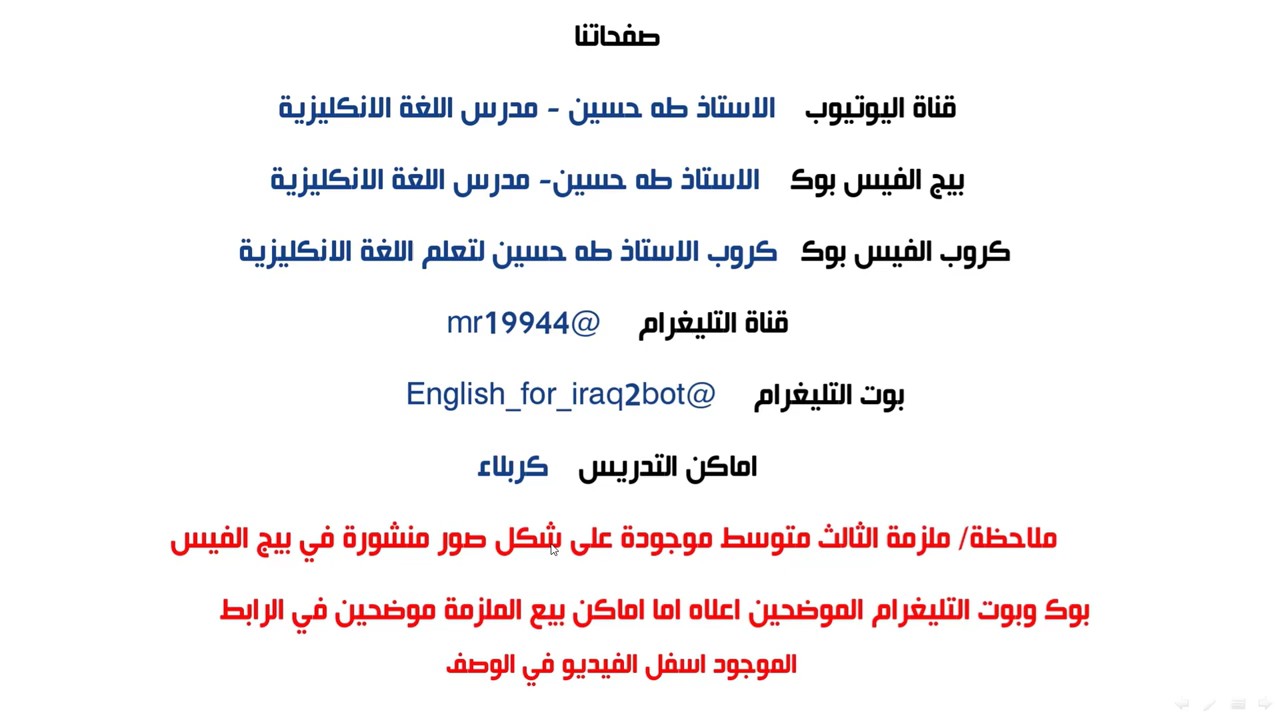 صفحاتنا
قناة اليوتيوب الاستاذ طه حسين - مدرس اللغة الانكليزية
بيج الفيس بوك الاستاذ طه حسين- مدرس اللغة الانكليزية
كروب الفيس بوك كروب الاستاذ طه حسين لتعلم اللغة الانكليزية
قناة التليغرام @mr19944
بوت التليغرام @English_for_iraq2bot
اماكن التدريس كربلاء
ملاحظة/ ملزمة الثالث متوسط موجودة على شكل صور منشورة في بيج الفيس
بوك وبوت التليغرام الموضحين اعلاه اما اماكن بيع الملزمة موضحين في الرابط
الموجود اسفل الفيديو في الوصف